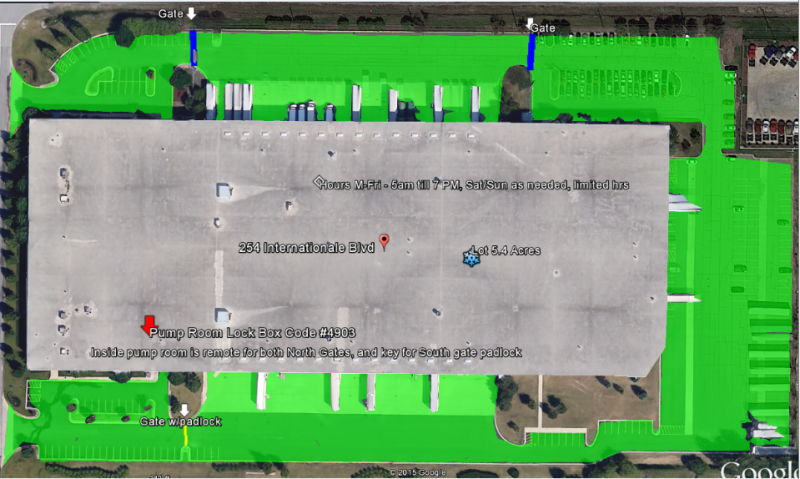 Gate
Gate
Hours M-Fri - 5am till 7 PM, Sat/Sun as needed, limited hrs
254 Internationale Blvd
Lot 5.4 Acres
Pump Room Lock Box Code #4903
Inside pump room is remote for both North Gates, and key for South gate padlock
Gate w/padlock
© 2015 Google
Google